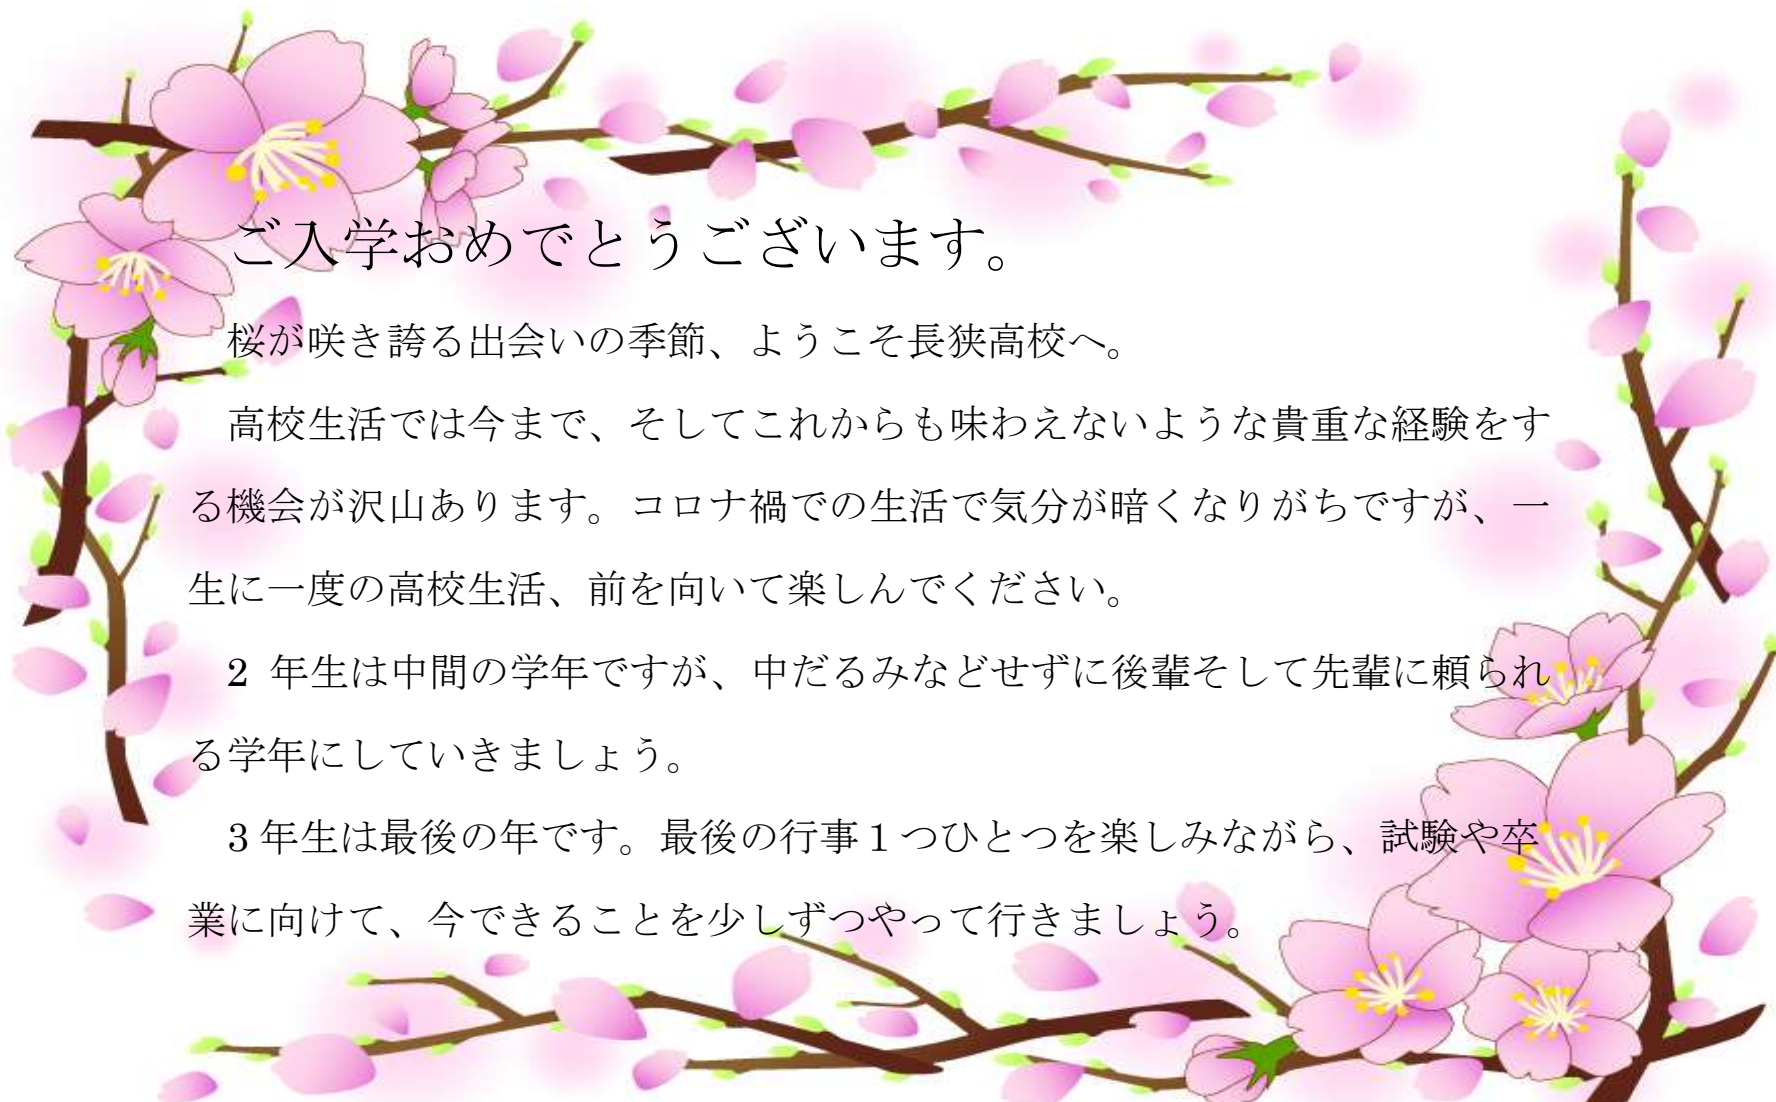 ご入学おめでとうございます。
桜が咲き誇る出会いの季節、ようこそ長狭高校へ。
高校生活では今まで、そしてこれからも味わえないような貴重な経験をす
る機会が沢山あります。コロナ禍での生活で気分が暗くなりがちですが、一
生に一度の高校生活、前を向いて楽しんでください。
2 年生は中間の学年ですが、中だるみなどせずに後輩そして先輩に頼られ
る学年にしていきましょう。
3年生は最後の年です。最後の行事１つひとつを楽しみながら、試験や卒
業に向けて、今できることを少しずつやって行きましょう。